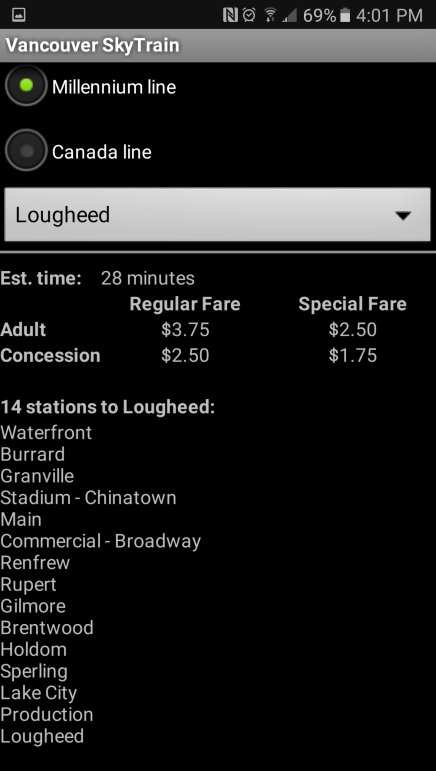 69% 4:01 PM
Vancouver SkyTrain
Millennium line
Canada line
Lougheed
Est. time: 28 minutes
Regular Fare Special Fare
Adult $3.75 $2.50
Concession $2.50 $1.75
14 stations to Lougheed:
Waterfront
Burrard
Granville
Stadium - Chinatown
Main
Commercial - Broadway
Renfrew
Rupert
Gilmore
Brentwood
Holdom
Sperling
Lake City
Production
Lougheed